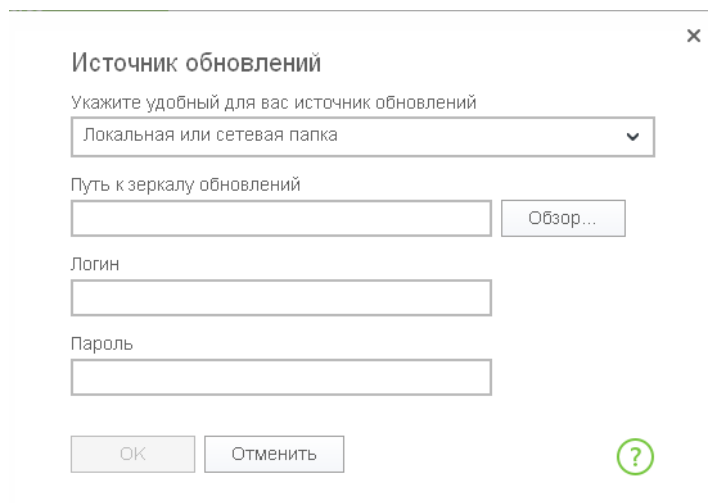 Источник обновлений
Укажите удобный для вас источник обновлений
Локальная или сетевая папка
Путь к зеркалу обновлений
Обзор...
Логин
Пароль
OK
Отменить
?